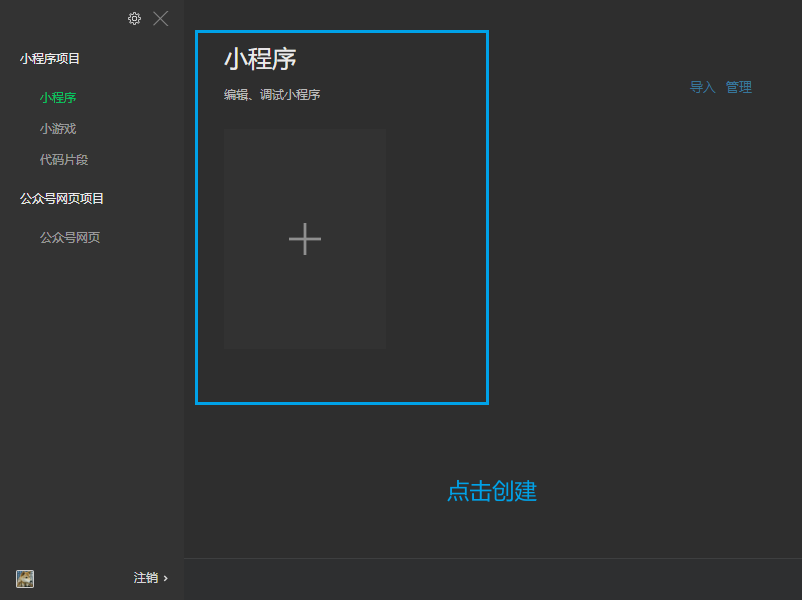 小程序项目
小程序
小游戏
代码片段
公众号网页项目
公众号网页
注销 ›
小程序
编辑、调试小程序
导入 管理
点击创建